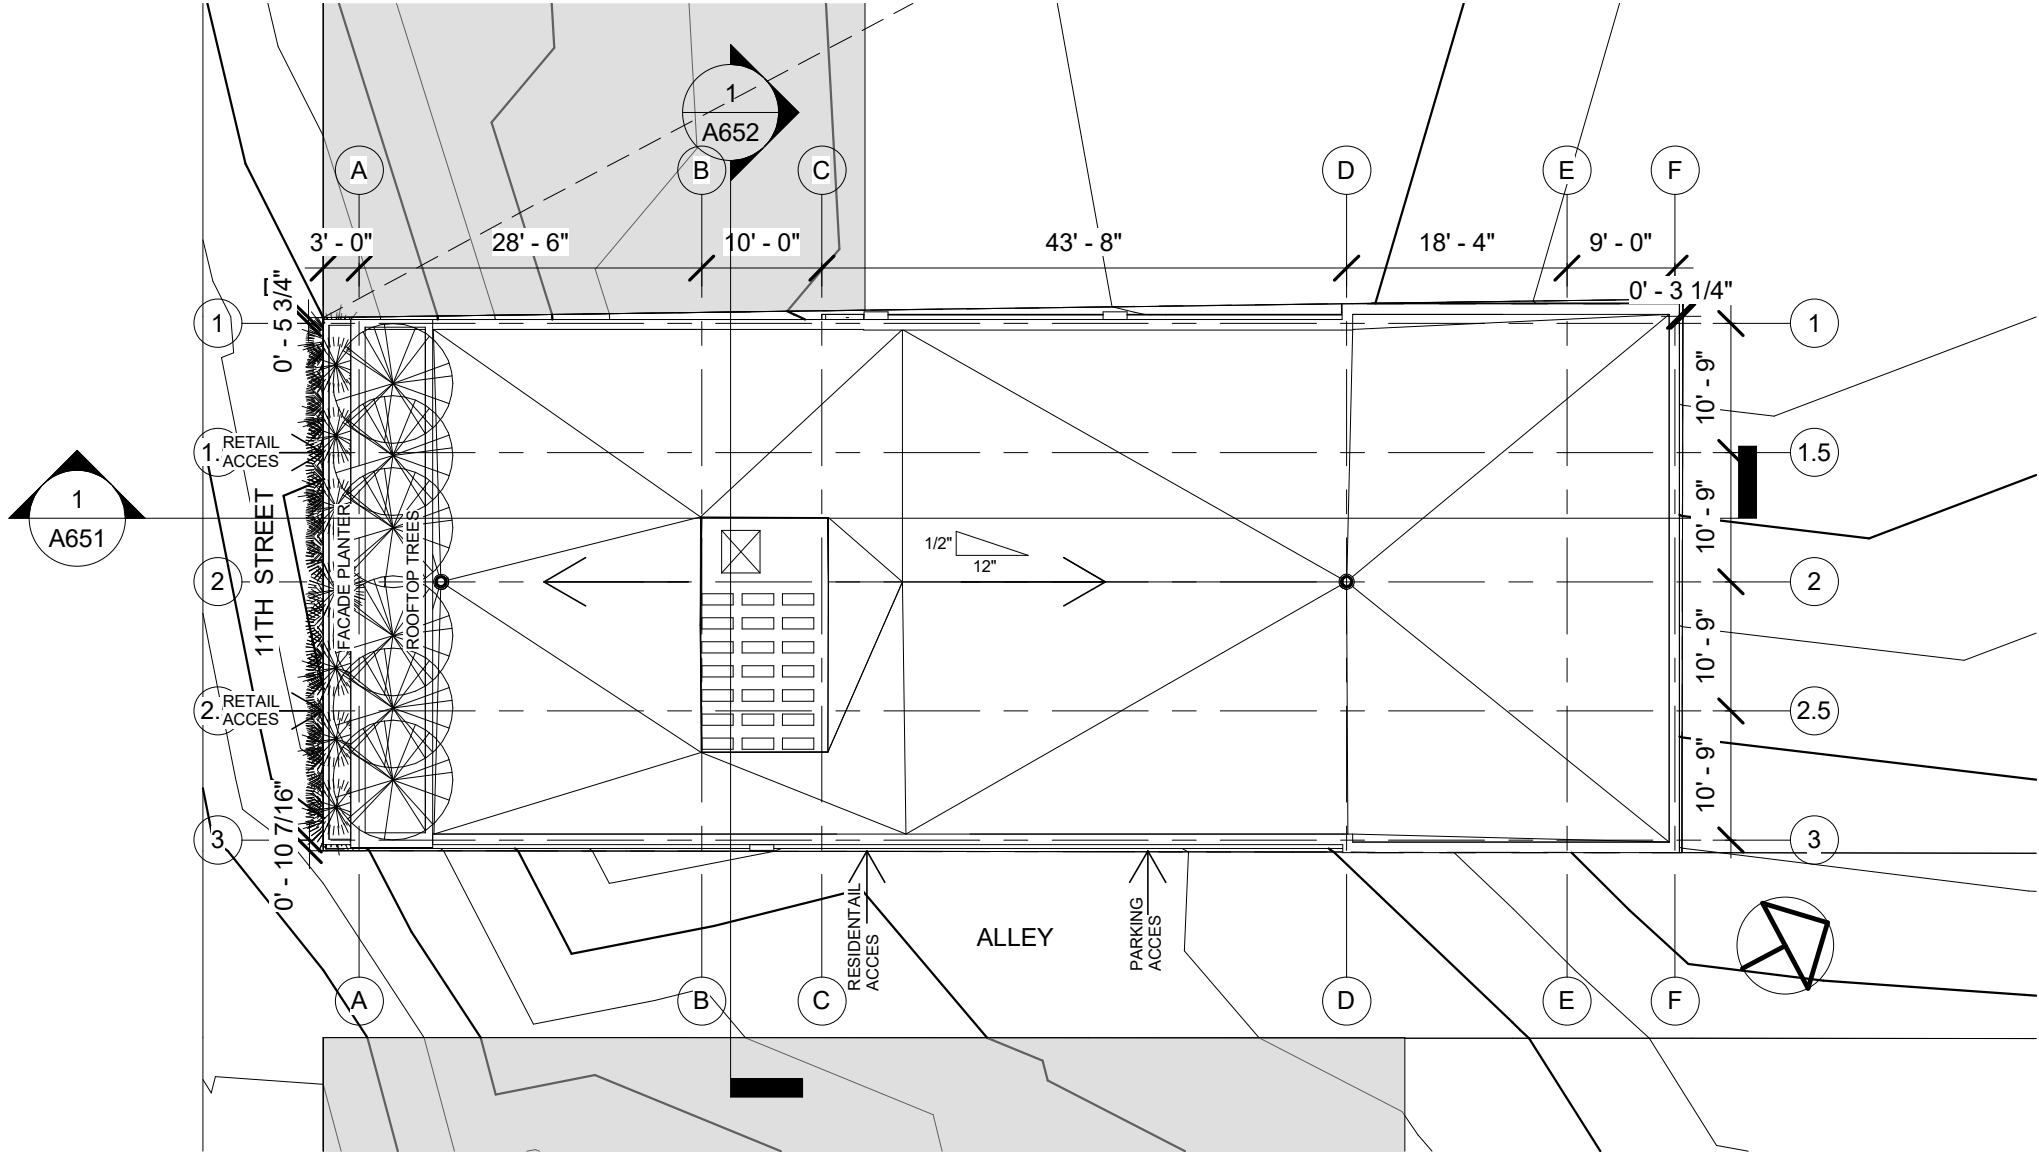 1
A652
A
B
C
D
E
F
3' - 0"
28' - 6"
10' - 0"
43' - 8"
18' - 4"
9' - 0"
0' - 5 3/4"
0' - 3 1/4"
1
1
10' - 9"
1.
RETAIL
ACCES
1.5
1
A651
11TH STREET
FACADE PLANTER
ROOFTOP TREES
1/2"
12"
10' - 9"
2
2
10' - 9"
2.
RETAIL
ACCES
2.5
10' - 9"
0' - 10 7/16"
3
3
RESIDENTAIL
ACCES
ALLEY
PARKING
ACCES
A
B
C
D
E
F